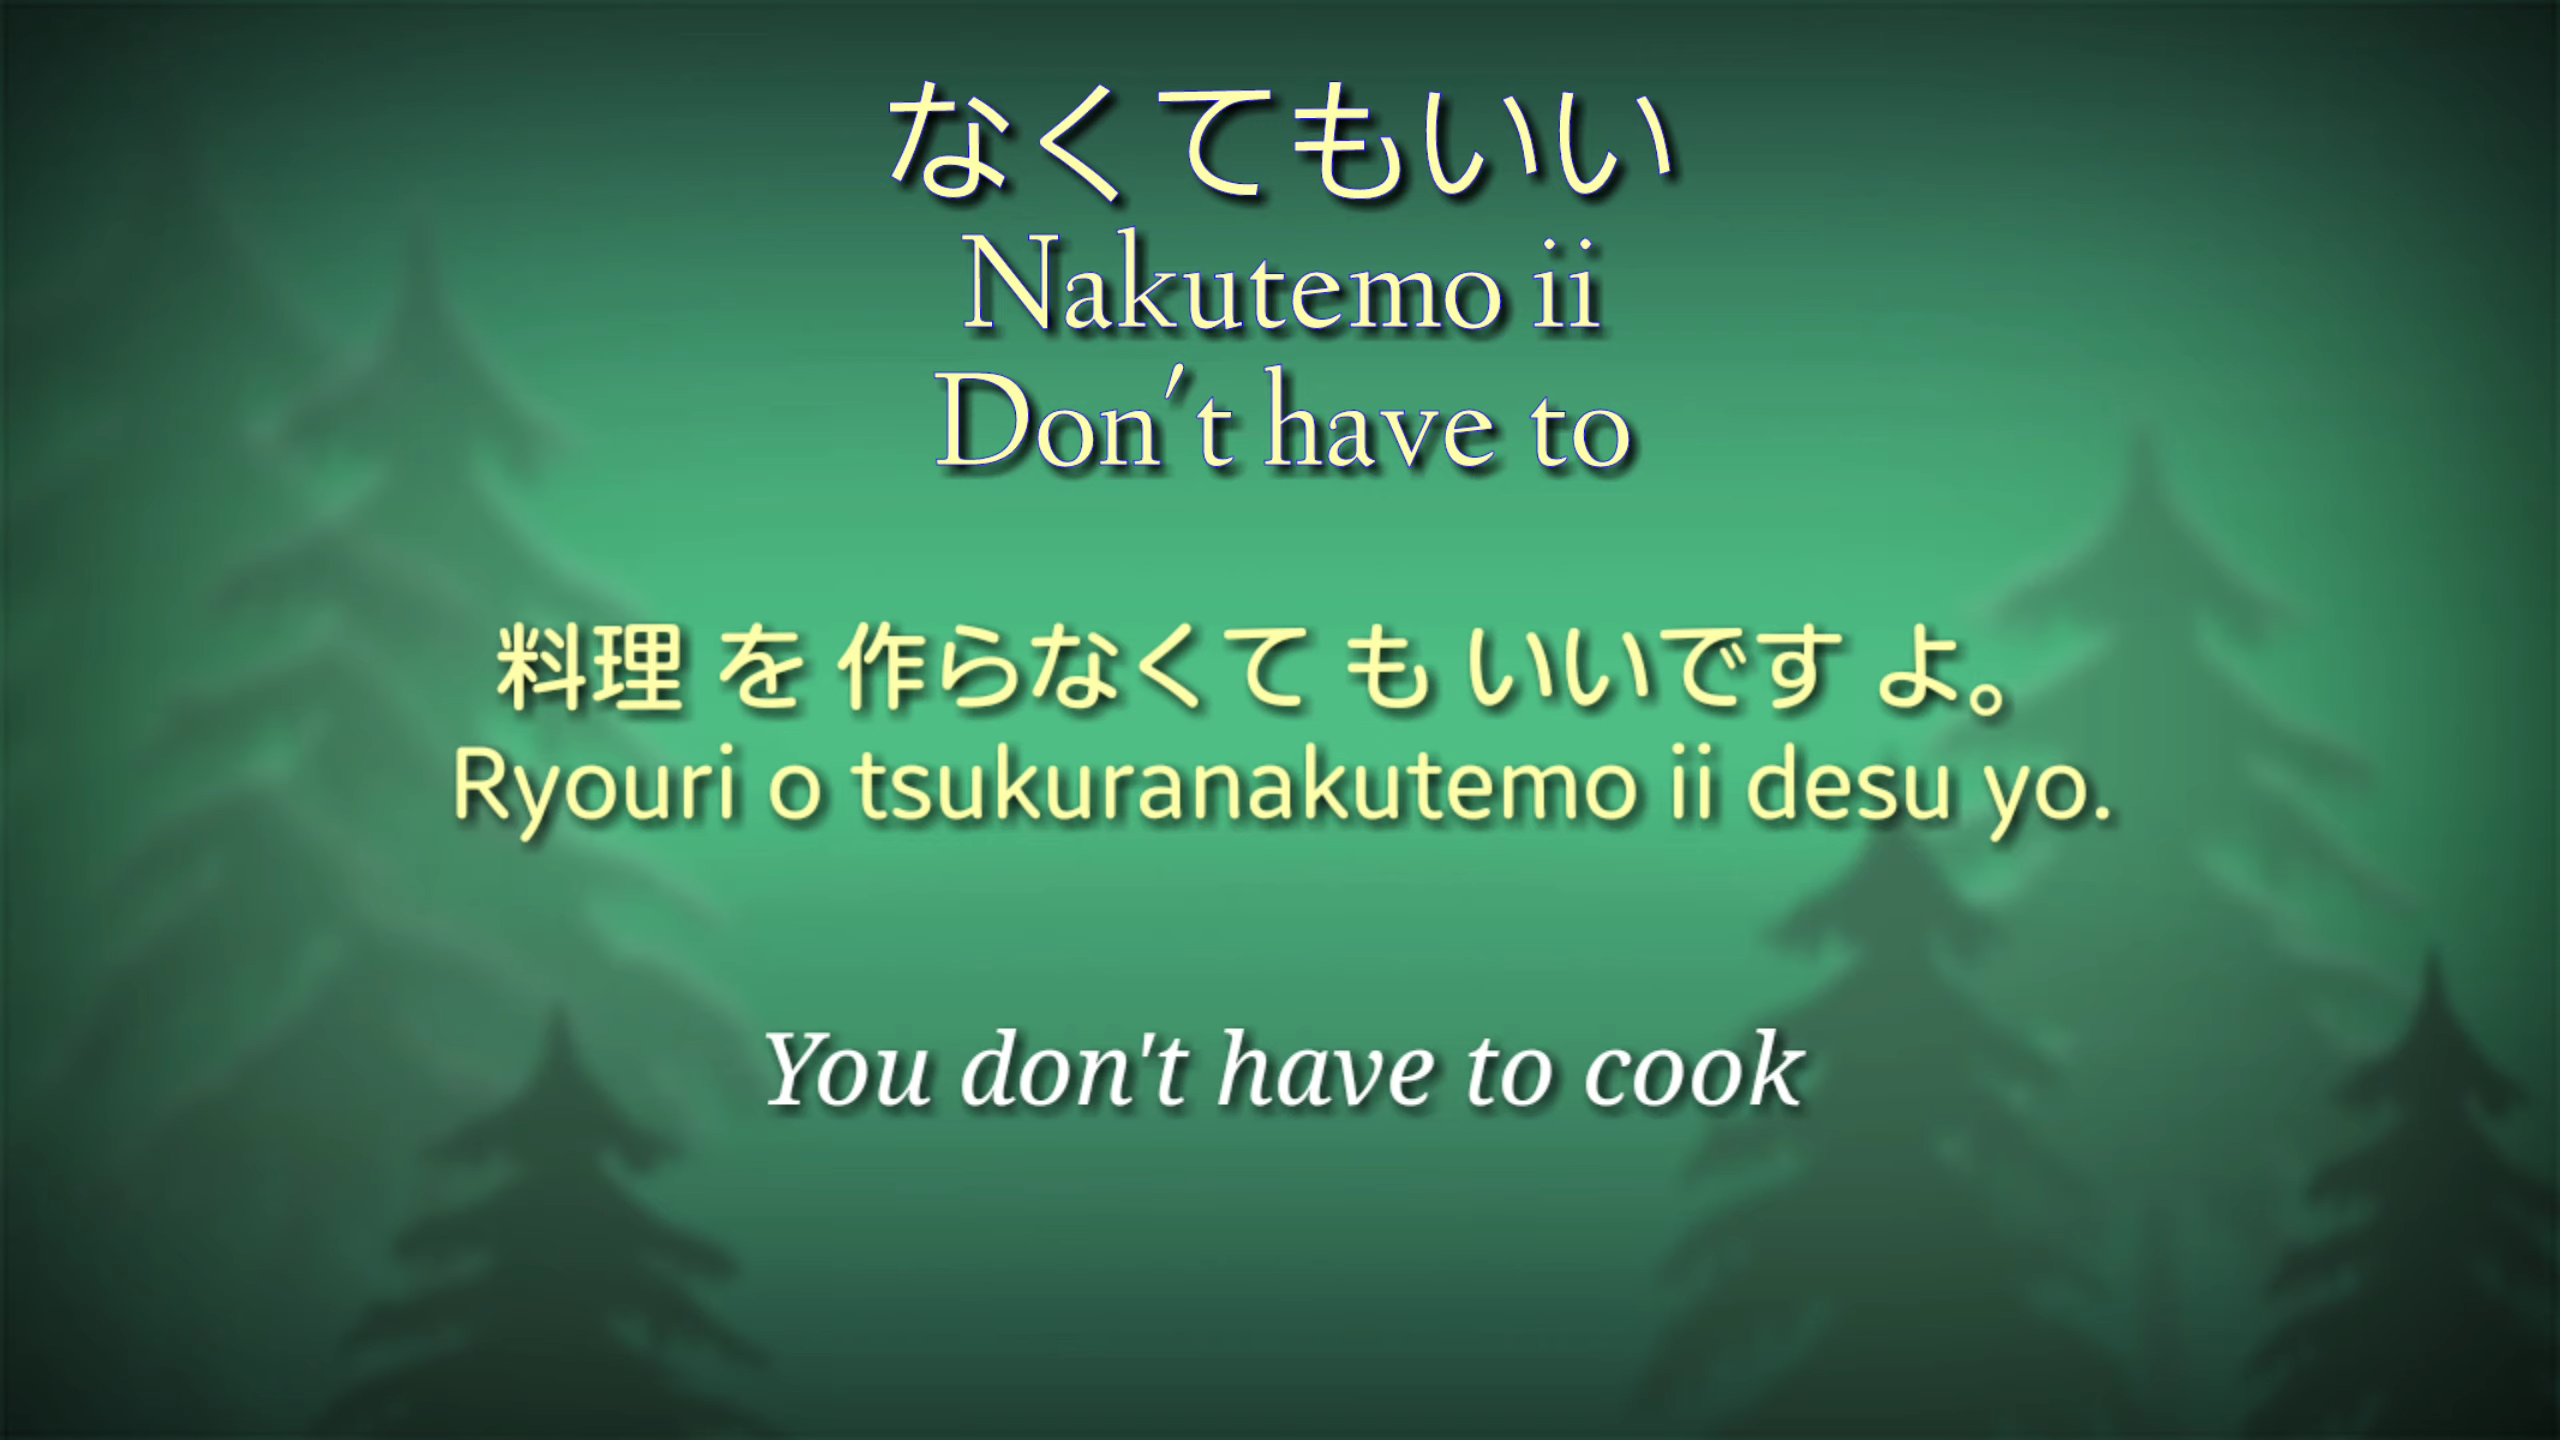 なくてもいい
Nakutemo ii
Don't have to
料理 を 作らなくて も いいです よ。
Ryouri o tsukuranakutemo ii desu yo.
You don't have to cook